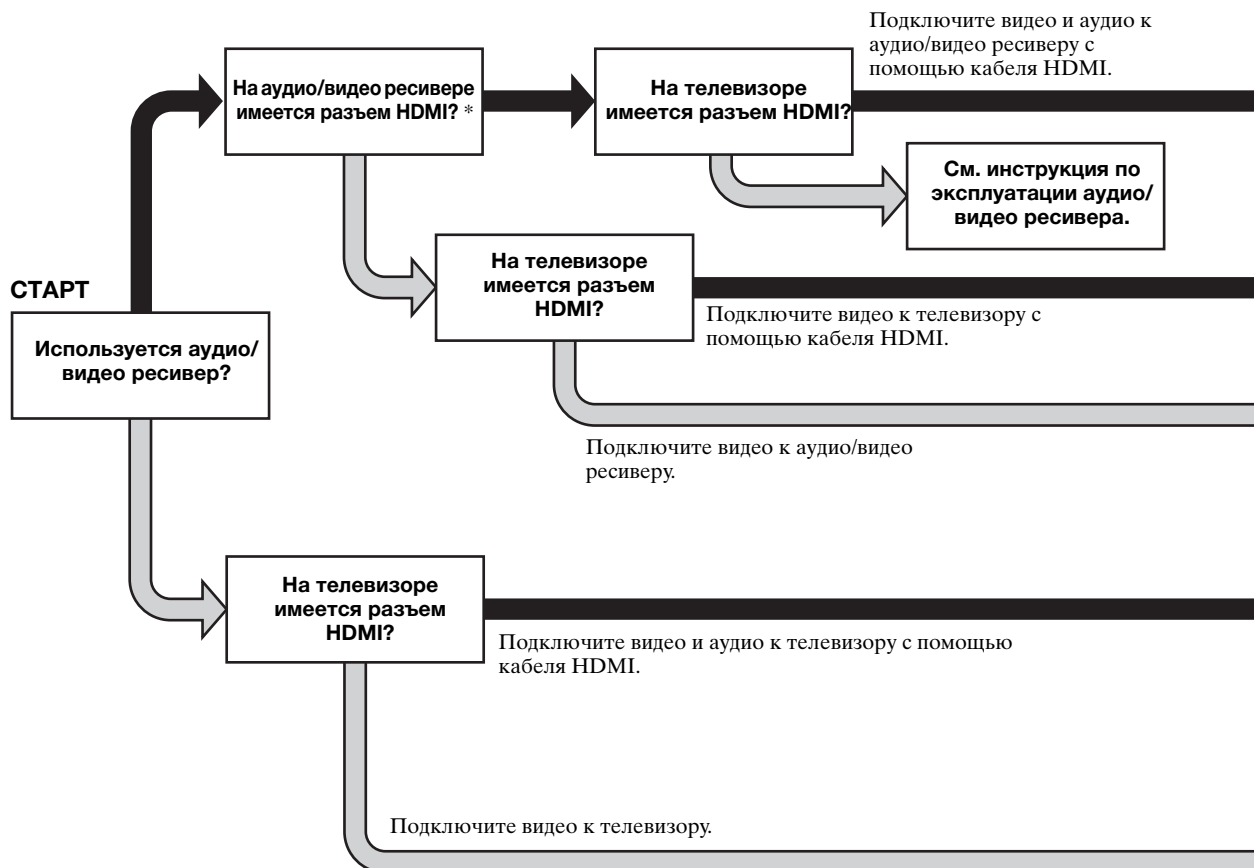 Подключите видео и аудио к
аудио/видео ресиверу с
помощью кабеля HDMI.
На аудио/видео ресивере
имеется разъем HDMI? *
На телевизоре
имеется разъем HDMI?
См. инструкция по
эксплуатации аудио/
видео ресивера.
На телевизоре
имеется разъем
HDMI?
СТАРТ
Используется аудио/
видео ресивер?
Подключите видео к телевизору с
помощью кабеля HDMI.
Подключите видео к аудио/видео
ресиверу.
На телевизоре
имеется разъем
HDMI?
Подключите видео и аудио к телевизору с помощью
кабеля HDMI.
Подключите видео к телевизору.